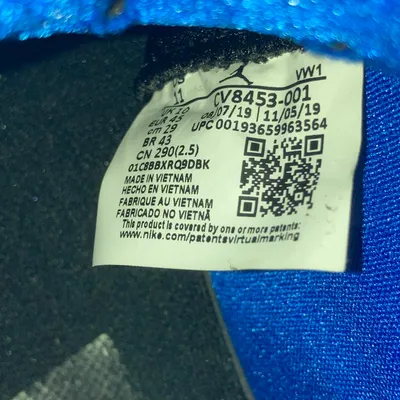 VW1
11
CV8453-001
UK 10
08/07/19 11/05/19
EUR 45
UPC 00193659963564
cm 29
BR 43
CN 290(2.5)
01C8BBXRQ9DBK
MADE IN VIETNAM
HECHO EN VIETNAM
FABRIQUE AU VIETNAM
FABRICADO NO VIETNÃ
This product is covered by one or more patents:
www.nike.com/patentsvirtualmarking